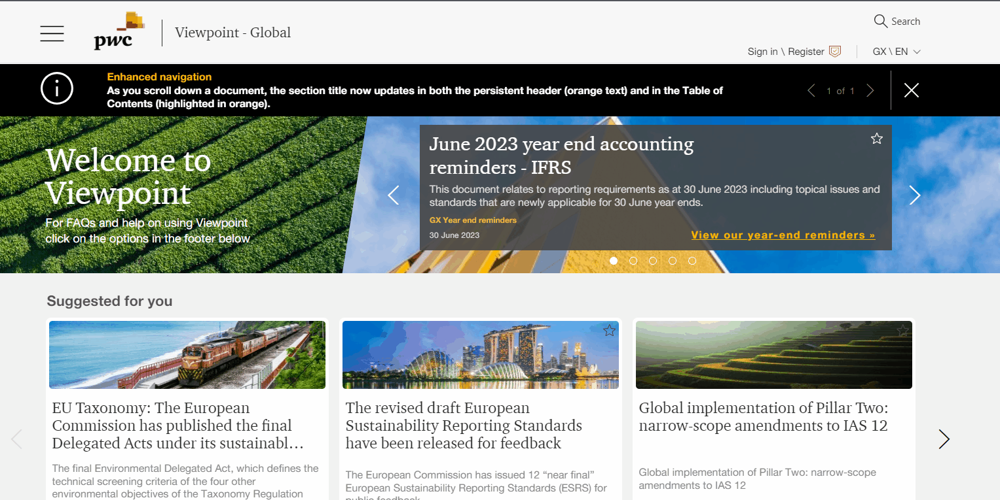 pwc
Viewpoint - Global
Search
Sign in \ Register
GX \ EN
Enhanced navigation
As you scroll down a document, the section title now updates in both the persistent header (orange text) and in the Table of
Contents (highlighted in orange).
1 of 1
Welcome to
Viewpoint
For FAQs and help on using Viewpoint
click on the options in the footer below
June 2023 year end accounting
reminders - IFRS
This document relates to reporting requirements as at 30 June 2023 including topical issues and
standards that are newly applicable for 30 June year ends.
GX Year end reminders
30 June 2023
View our year-end reminders »
Suggested for you
EU Taxonomy: The European
Commission has published the final
Delegated Acts under its sustainabl…
The final Environmental Delegated Act, which defines the
technical screening criteria of the four other
environmental objectives of the Taxonomy Regulation
The revised draft European
Sustainability Reporting Standards
have been released for feedback
The European Commission has issued 12 “near final”
European Sustainability Reporting Standards (ESRS) for
public feedback
Global implementation of Pillar Two:
narrow-scope amendments to IAS 12
Global implementation of Pillar Two: narrow-scope
amendments to IAS 12